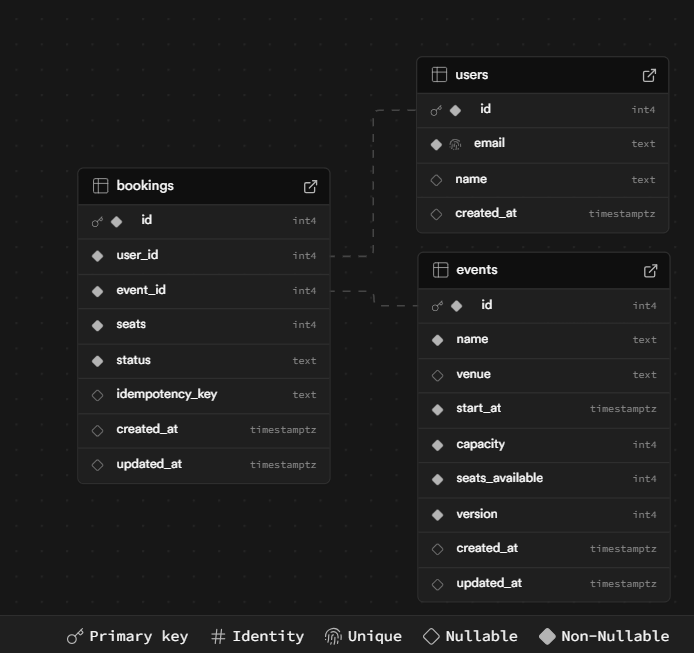 users
id int4
email text
name text
created_at timestamptz
bookings
id int4
user_id int4
event_id int4
seats int4
status text
idempotency_key text
created_at timestamptz
updated_at timestamptz
events
id int4
name text
venue text
start_at timestamptz
capacity int4
seats_available int4
version int4
created_at timestamptz
updated_at timestamptz
Primary key # Identity Unique Nullable Non-Nullable